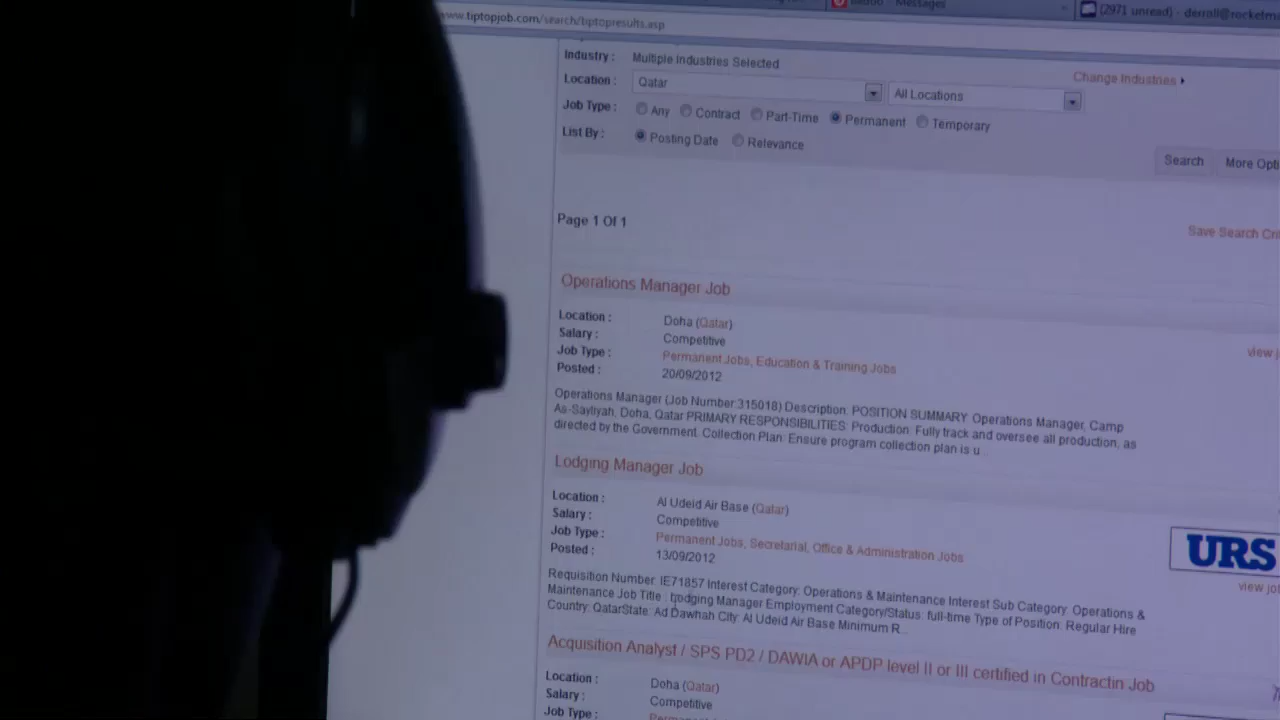 www.tiptopjob.com/search/tiptopresults.asp
Messages
(2971 unread) - derrall@rocketm
Industry : Multiple Industries Selected
Change Industries
Location : Qatar All Locations
Job Type : Any Contract Part-Time Permanent Temporary
List By : Posting Date Relevance
Search More Opti
Page 1 Of 1
Save Search Crit
Operations Manager Job
Location : Doha (Qatar)
Salary : Competitive
Job Type : Permanent Jobs, Education & Training Jobs
view j
Posted : 20/09/2012
Operations Manager (Job Number:315018) Description. POSITION SUMMARY Operations Manager, Camp
As-Sayliyah, Doha, Qatar PRIMARY RESPONSIBILITIES: Production. Fully track and oversee all production, as
directed by the Government. Collection Plan: Ensure program collection plan is u...
Lodging Manager Job
Location : Al Udeid Air Base (Qatar)
Salary : Competitive
Job Type : Permanent Jobs, Secretarial, Office & Administration Jobs
Posted : 13/09/2012
URS
view jo
Requisition Number: IE71857 Interest Category: Operations & Maintenance Interest Sub Category: Operations &
Maintenance Job Title : Lodging Manager Employment Category/Status: full-time Type of Position: Regular Hire
Country: QatarState: Ad Dawhah City: Al Udeid Air Base Minimum R...
Acquisition Analyst / SPS PD2 / DAWIA or APDP level II or III certified in Contractin Job
Location : Doha (Qatar)
Salary : Competitive
Job Type :